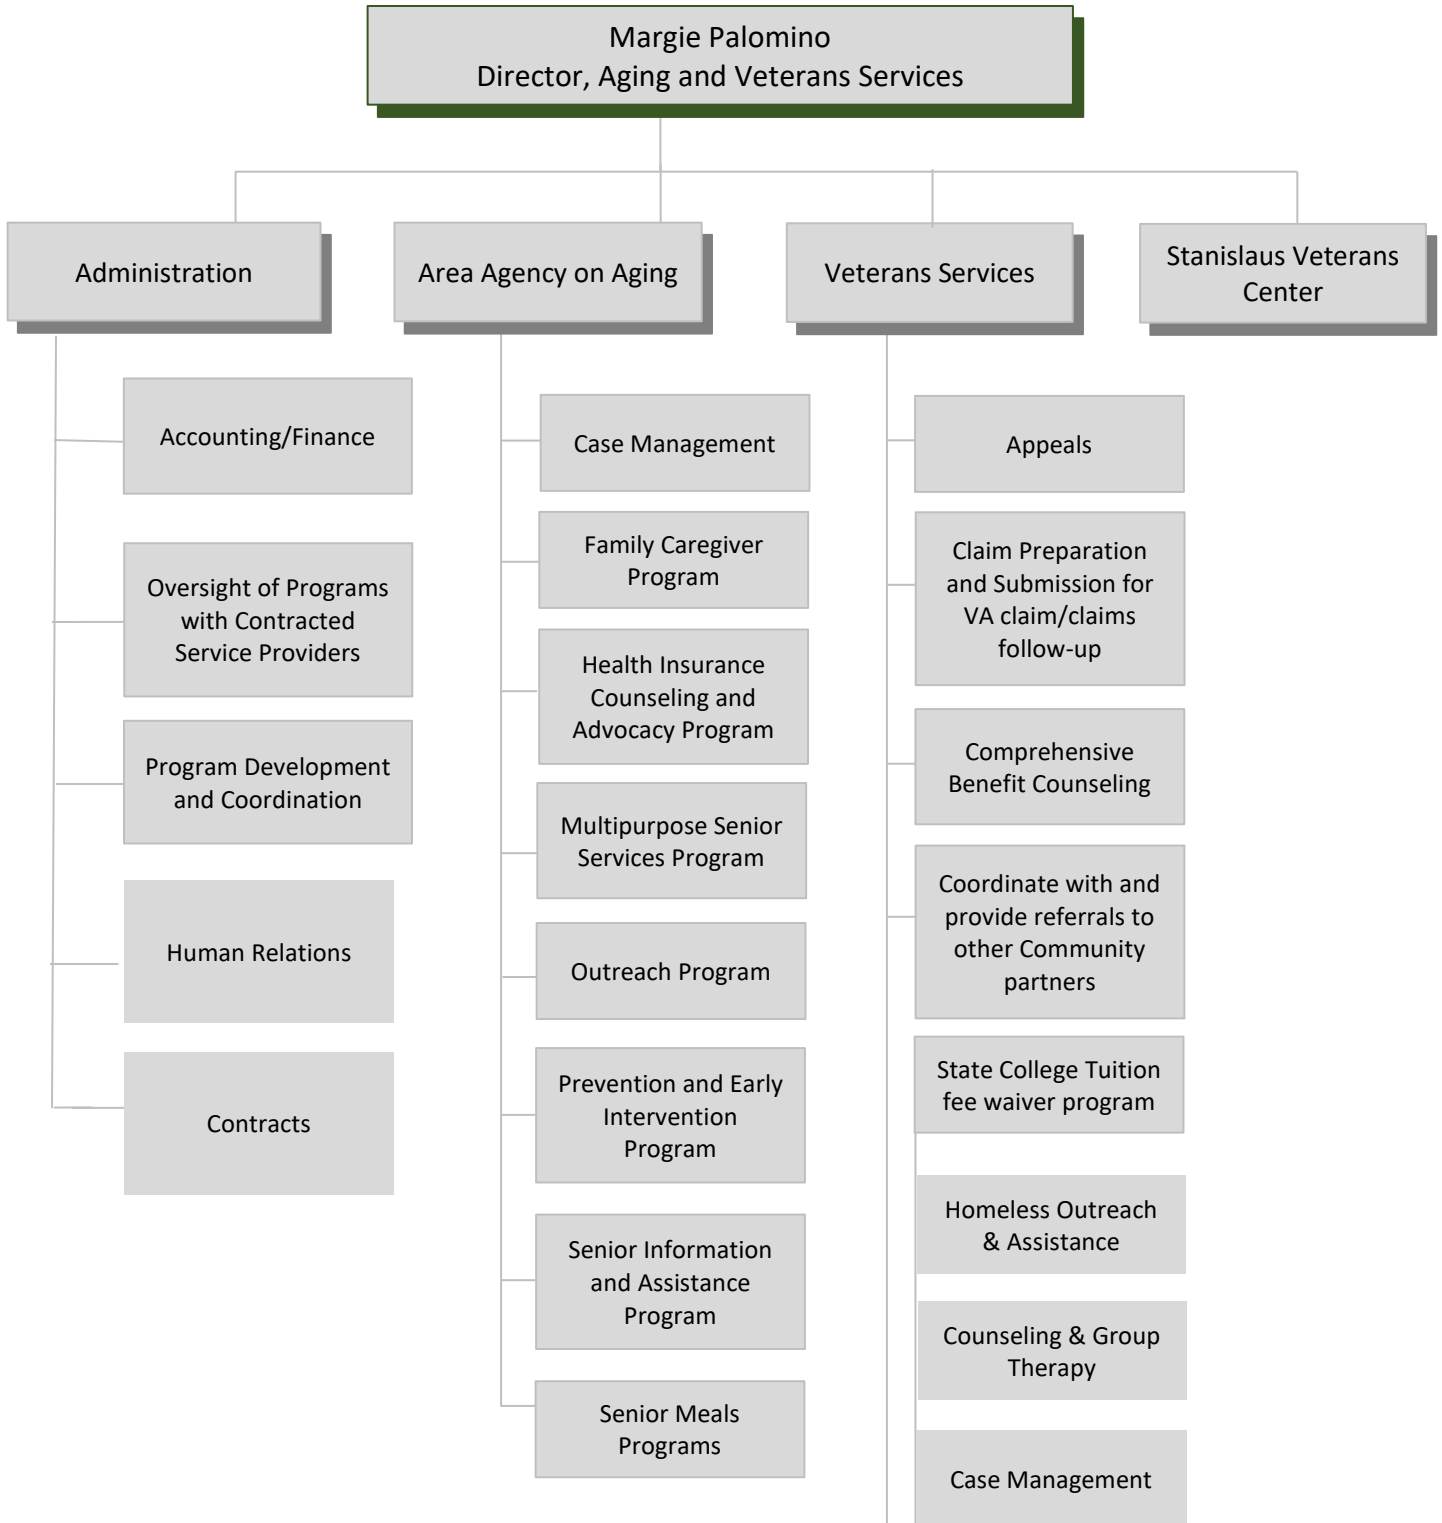 Margie Palomino
Director, Aging and Veterans Services
Administration
Area Agency on Aging
Veterans Services
Stanislaus Veterans
Center
Accounting/Finance
Oversight of Programs
with Contracted
Service Providers
Program Development
and Coordination
Human Relations
Contracts
Case Management
Family Caregiver
Program
Health Insurance
Counseling and
Advocacy Program
Multipurpose Senior
Services Program
Outreach Program
Prevention and Early
Intervention
Program
Senior Information
and Assistance
Program
Senior Meals
Programs
Appeals
Claim Preparation
and Submission for
VA claim/claims
follow-up
Comprehensive
Benefit Counseling
Coordinate with and
provide referrals to
other Community
partners
State College Tuition
fee waiver program
Homeless Outreach
& Assistance
Counseling & Group
Therapy
Case Management